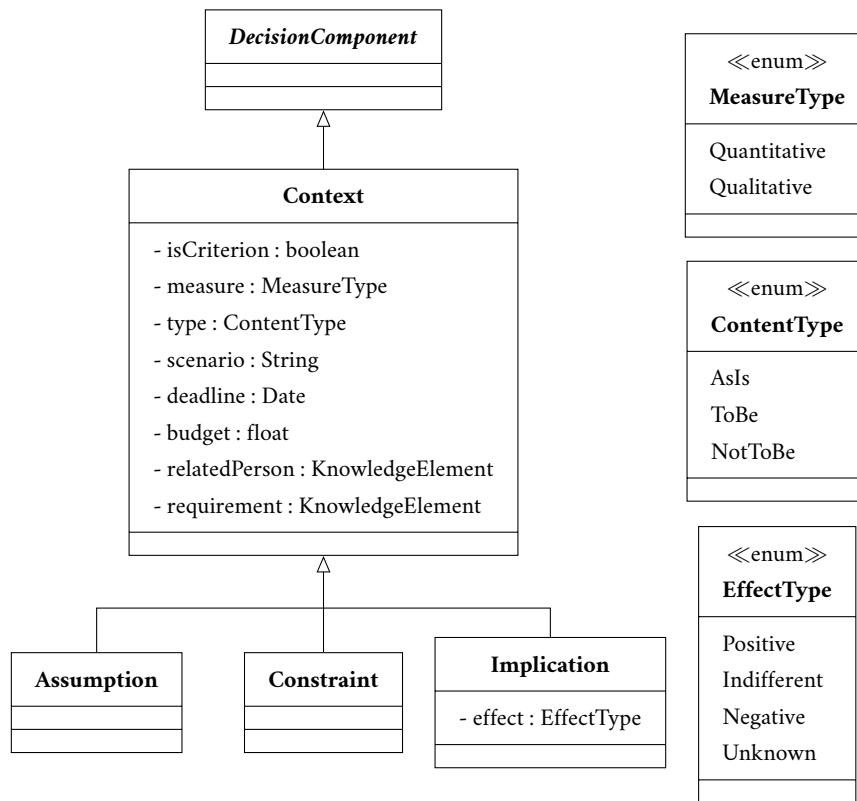 DecisionComponent
Context
- isCriterion : boolean
- measure : MeasureType
- type : ContentType
- scenario : String
- deadline : Date
- budget : float
- relatedPerson : KnowledgeElement
- requirement : KnowledgeElement
Assumption
Constraint
Implication
- effect : EffectType
≪enum≫
MeasureType
Quantitative
Qualitative
≪enum≫
ContentType
AsIs
ToBe
NotToBe
≪enum≫
EffectType
Positive
Indifferent
Negative
Unknown